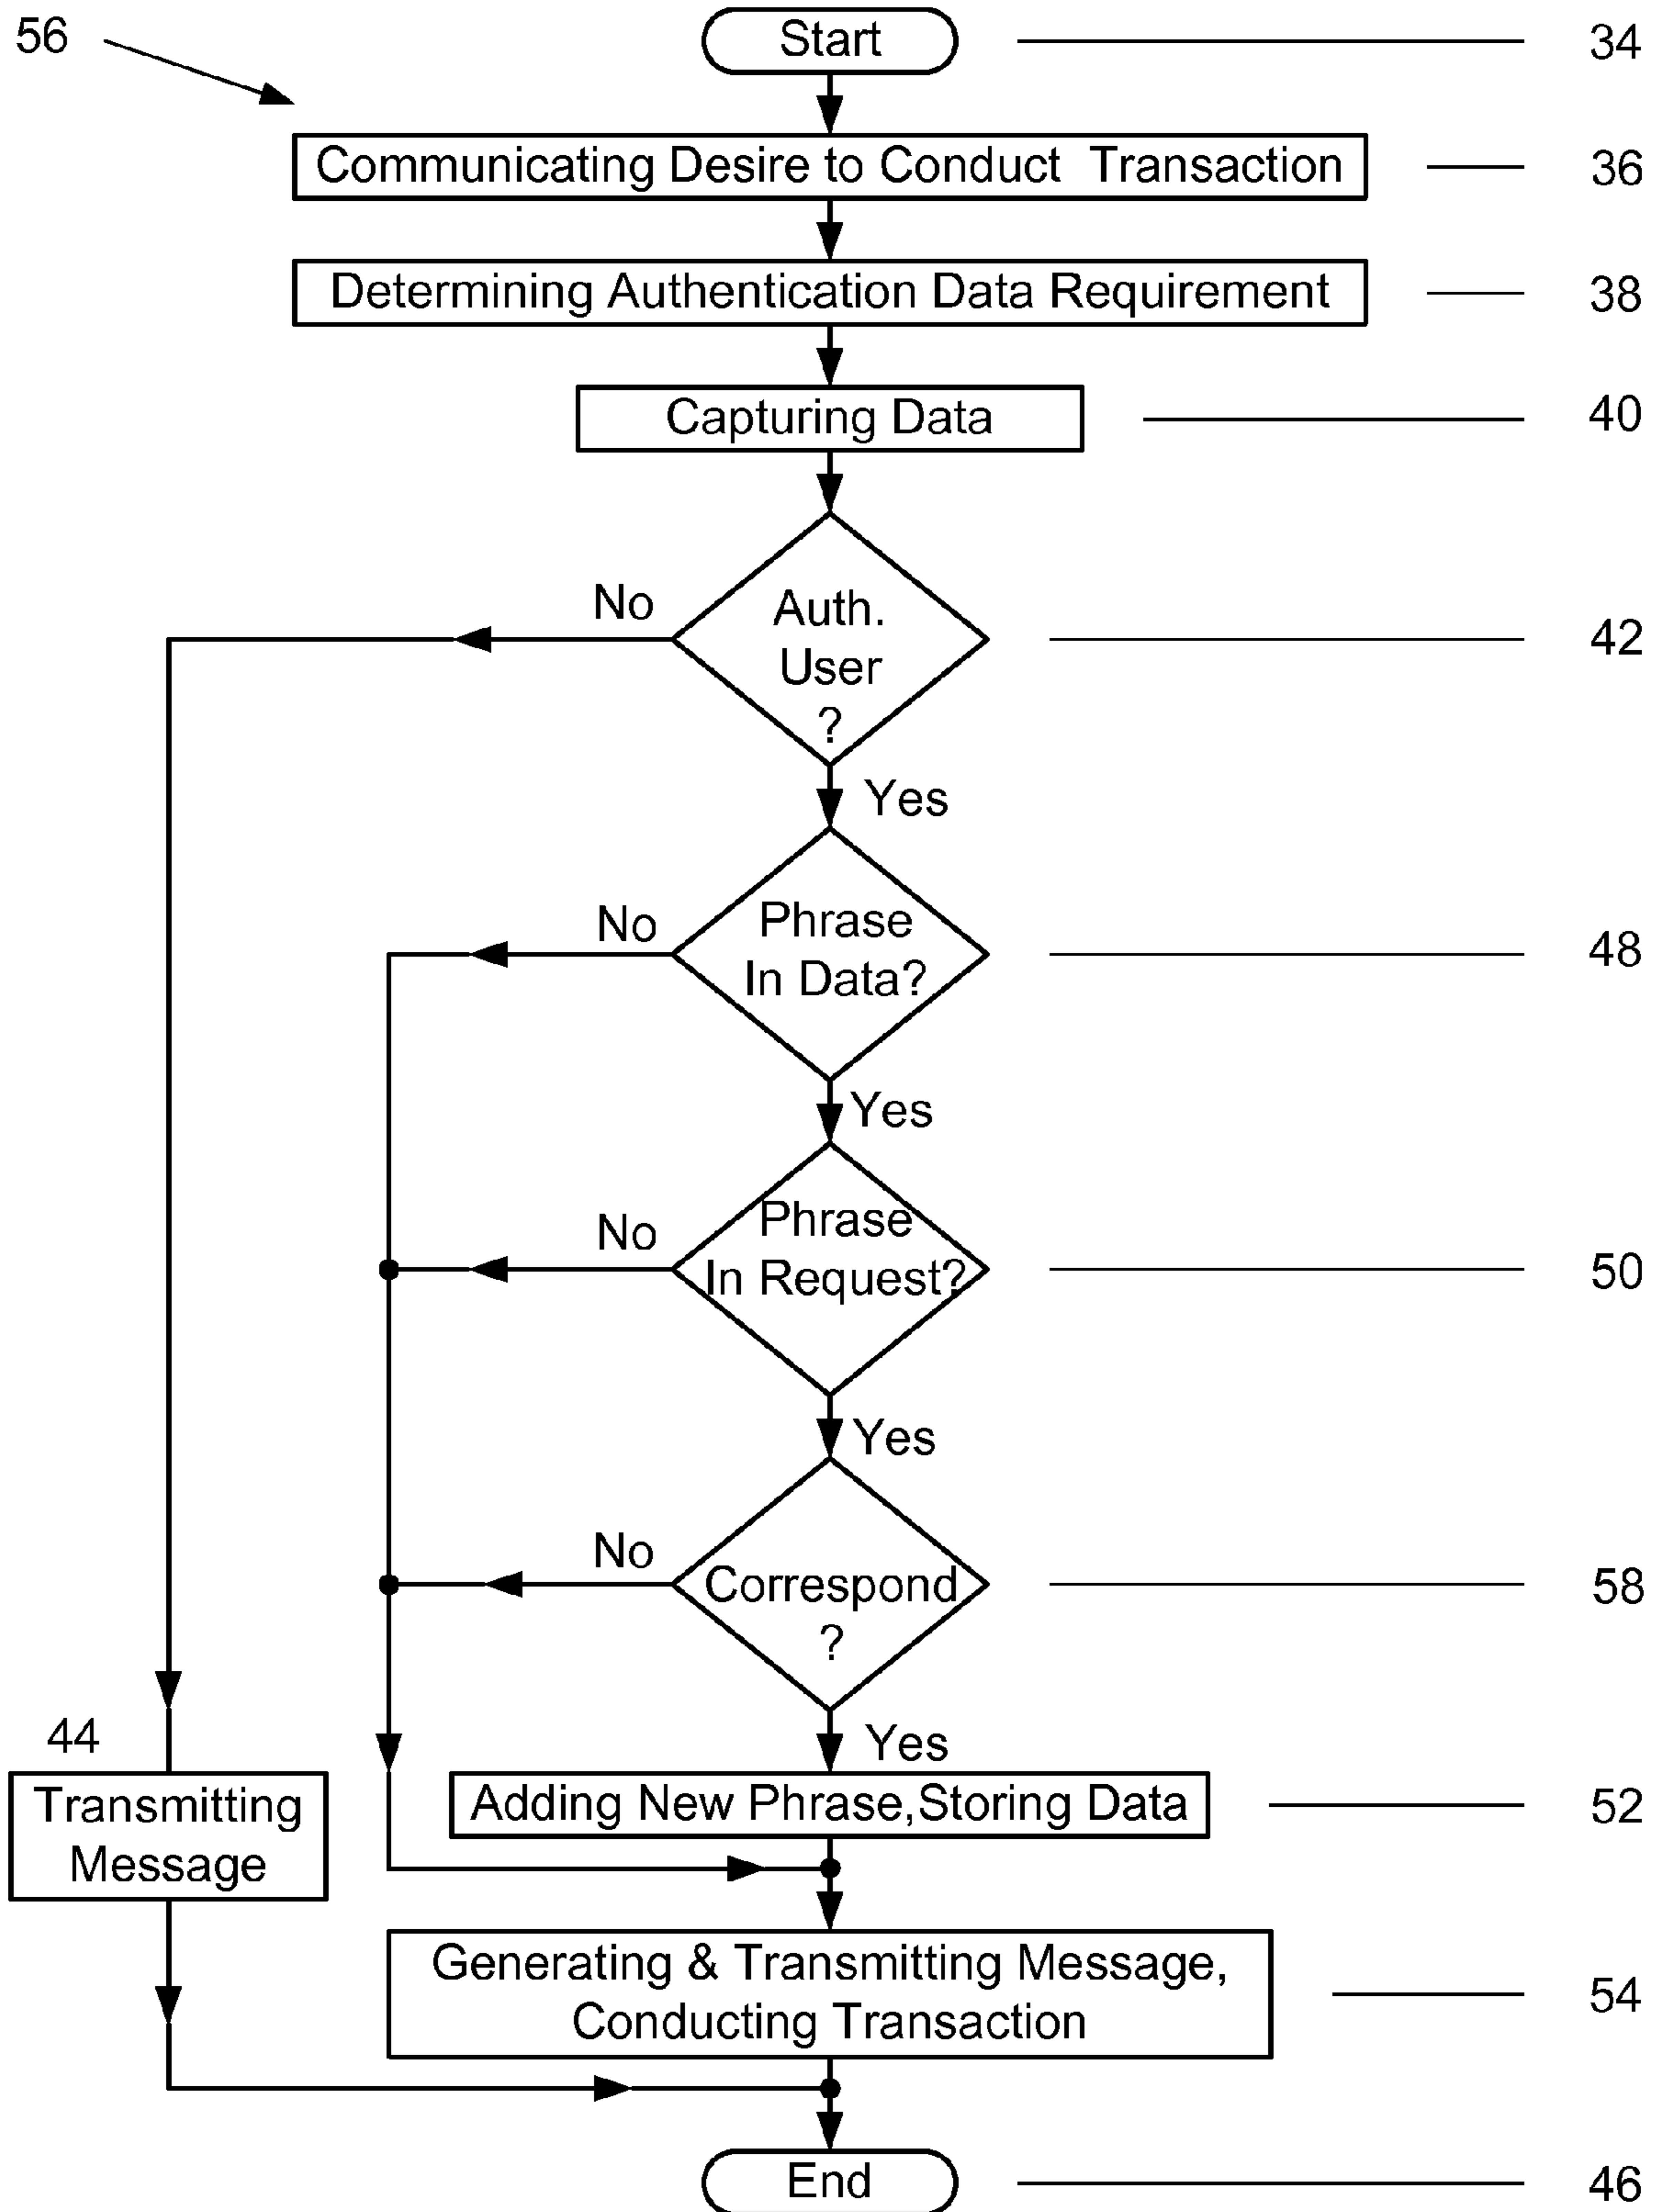 56
Start
34
Communicating Desire to Conduct Transaction
36
Determining Authentication Data Requirement
38
Capturing Data
40
No
Auth.
User
?
42
Yes
No
Phrase
In Data?
48
Yes
No
Phrase
In Request?
50
Yes
No
Correspond
?
58
Yes
44
Transmitting
Message
Adding New Phrase,Storing Data
52
Generating & Transmitting Message,
Conducting Transaction
54
End
46